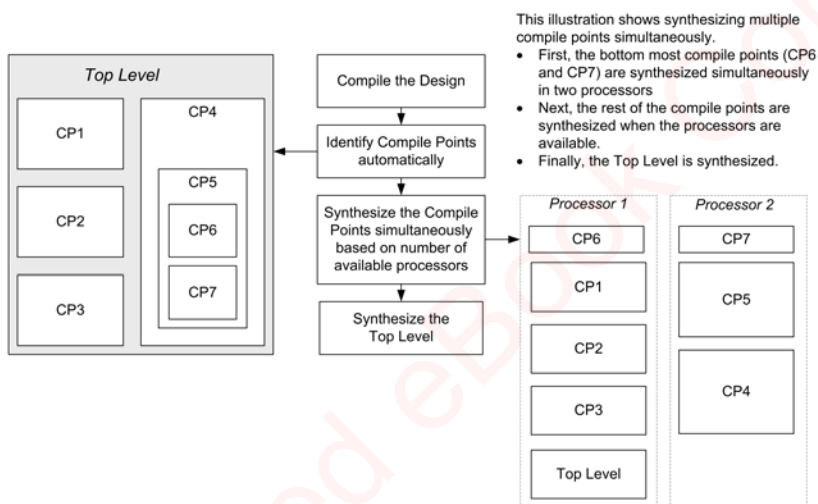 This illustration shows synthesizing multiple
compile points simultaneously.
• First, the bottom most compile points (CP6
and CP7) are synthesized simultaneously
in two processors
• Next, the rest of the compile points are
synthesized when the processors are
available.
• Finally, the Top Level is synthesized.
Top Level
CP1
CP2
CP3
CP4
CP5
CP6
CP7
Compile the Design
Identify Compile Points
automatically
Synthesize the Compile
Points simultaneously
based on number of
available processors
Synthesize the
Top Level
Processor 1
CP6
CP1
CP2
CP3
Top Level
Processor 2
CP7
CP5
CP4
ed eBook Co